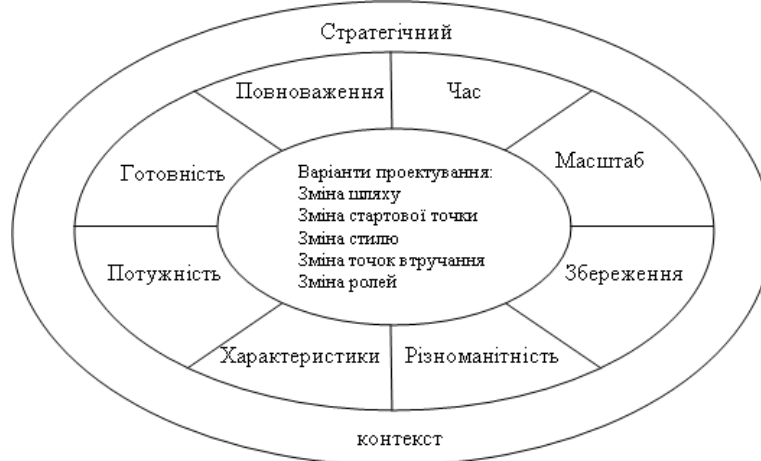 Стратегічний
Повноваження
Час
Готовність
Масштаб
Варіанти проектування:
Зміна шляху
Зміна стартової точки
Зміна стилю
Зміна точок втручання
Зміна ролей
Потужність
Збереження
Характеристики
Різноманітність
контекст